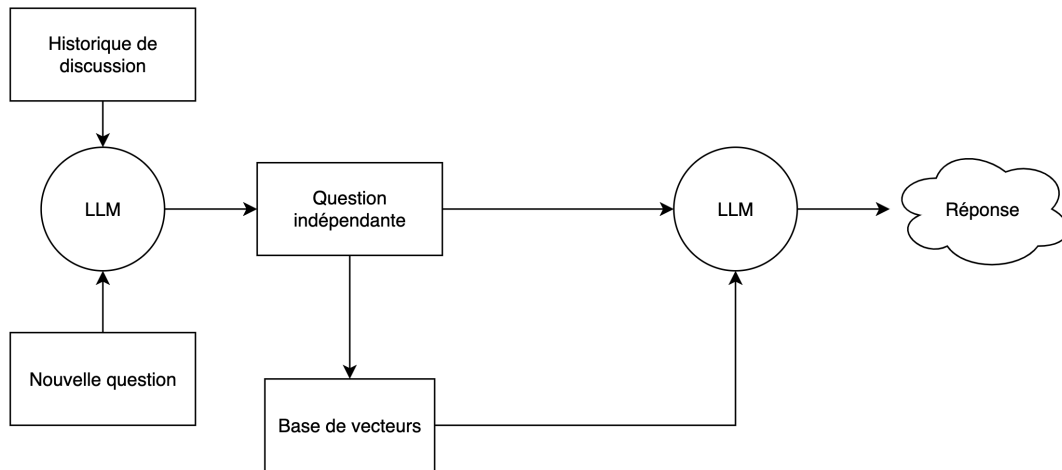 Historique de
discussion
LLM
Question
indépendante
LLM
Réponse
Nouvelle question
Base de vecteurs